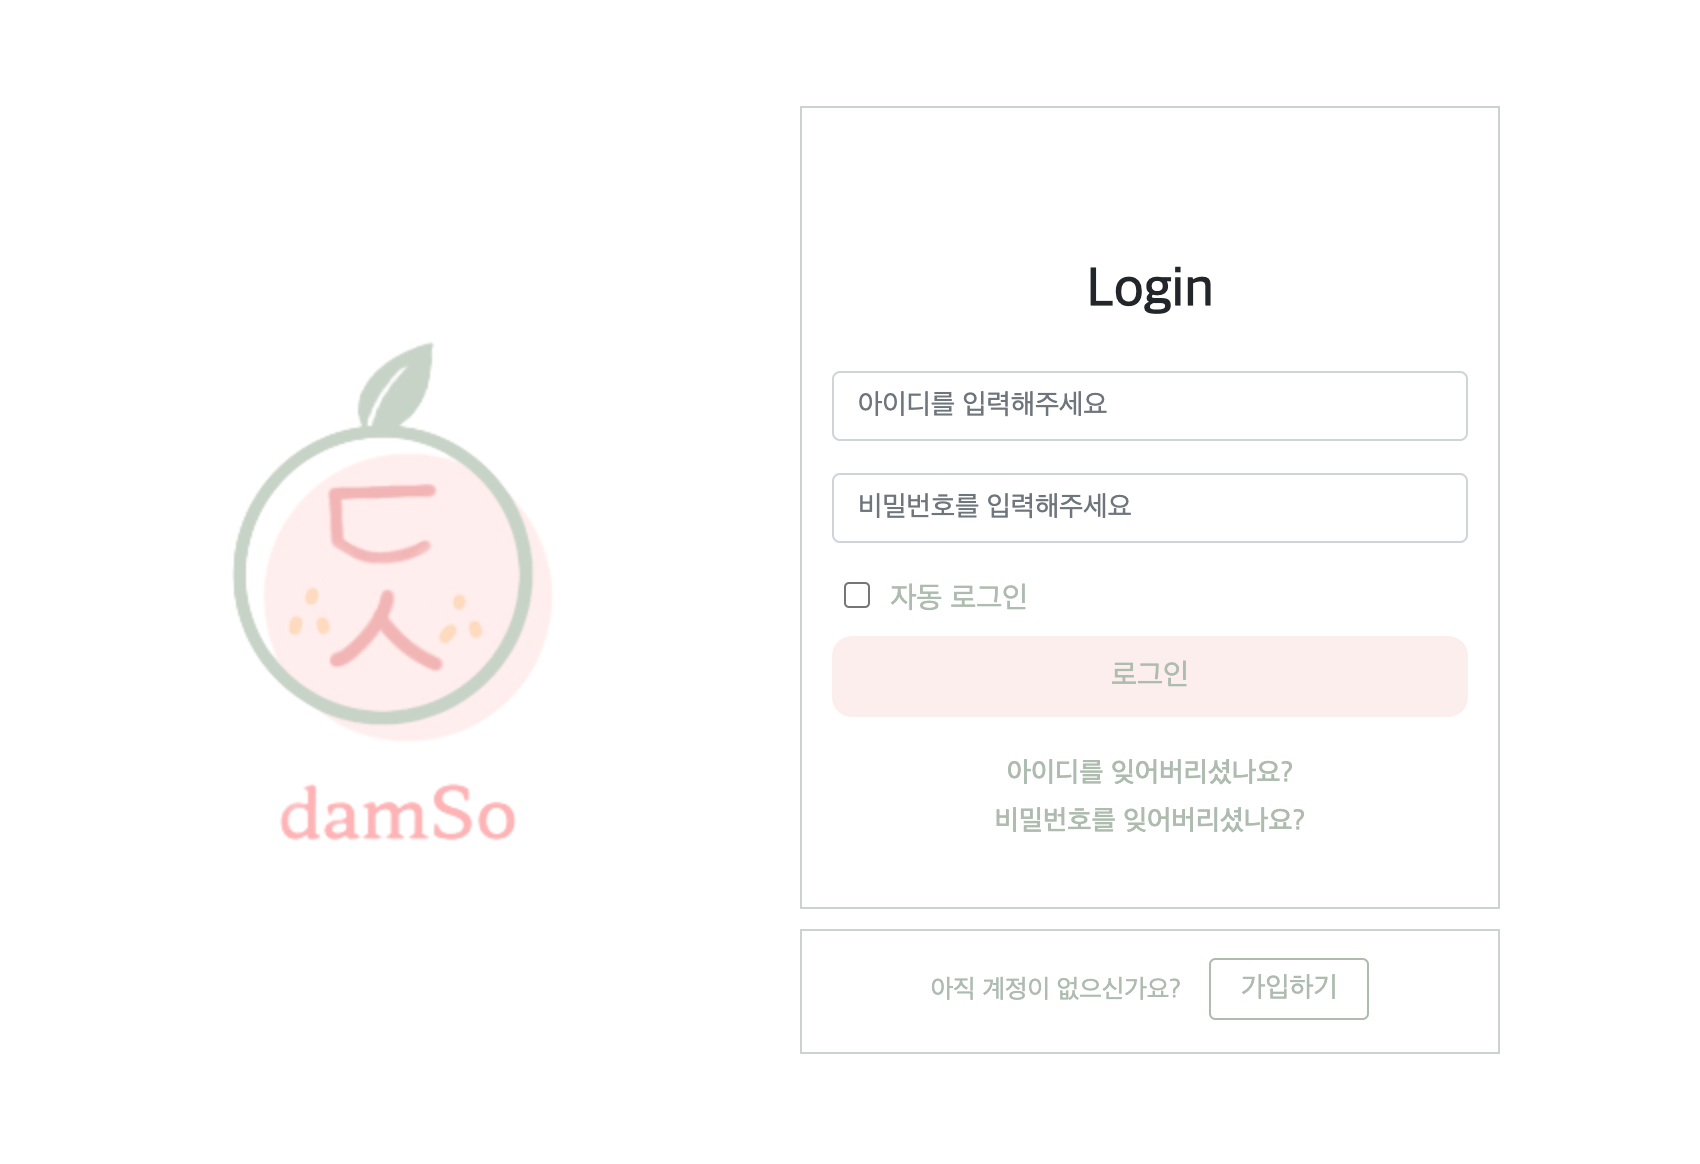 ㄷ
ㅅ
damSo
Login
아이디를 입력해주세요
비밀번호를 입력해주세요
자동 로그인
로그인
아이디를 잊어버리셨나요?
비밀번호를 잊어버리셨나요?
아직 계정이 없으신가요? 가입하기